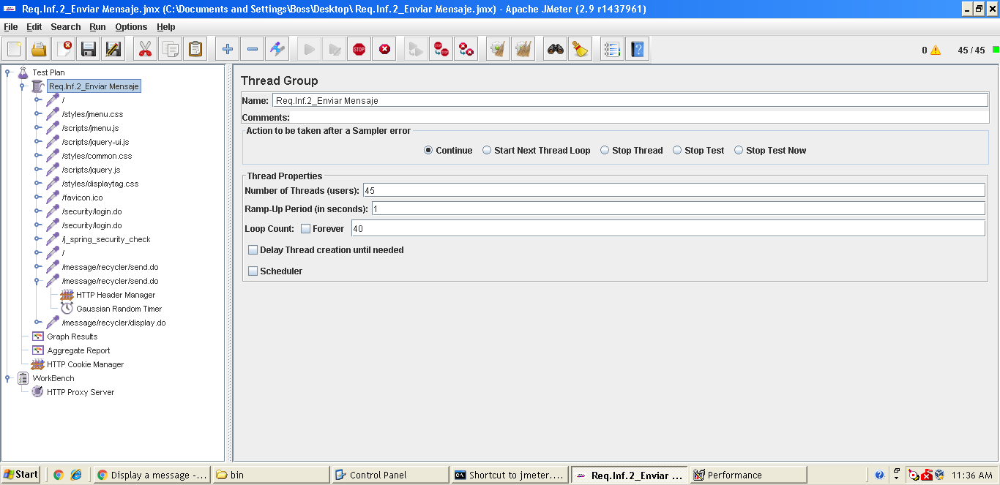 Req.Inf.2_Enviar Mensaje.jmx (C:\Documents and Settings\Boss\Desktop\ Req.Inf.2_Enviar Mensaje.jmx) - Apache JMeter (2.9 r1437961)
File Edit Search Run Options Help
STOP
0 45 / 45
Test Plan
Req.Inf.2_Enviar Mensaje
/
/styles/jmenu.css
/scripts/jmenu.js
/scripts/jquery-ui.js
/styles/common.css
/scripts/jquery.js
/styles/displaytag.css
/favicon.ico
/security/login.do
/security/login.do
/j_spring_security_check
/
/message/recycler/send.do
/message/recycler/send.do
HTTP Header Manager
Gaussian Random Timer
/message/recycler/display.do
Graph Results
Aggregate Report
HTTP Cookie Manager
WorkBench
HTTP Proxy Server
Thread Group
Name: Req.Inf.2_Enviar Mensaje
Comments:
Action to be taken after a Sampler error
Continue Start Next Thread Loop Stop Thread Stop Test Stop Test Now
Thread Properties
Number of Threads (users): 45
Ramp-Up Period (in seconds): 1
Loop Count: Forever 40
Delay Thread creation until needed
Scheduler
Start Display a message -... bin Control Panel Shortcut to jmeter.... Req.Inf.2_Enviar ... Performance 11:36 AM